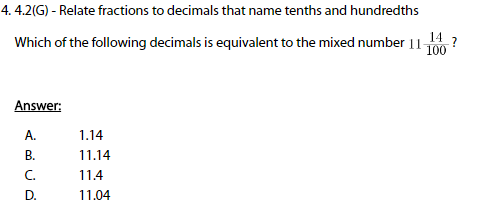 4. 4.2(G) - Relate fractions to decimals that name tenths and hundredths
Which of the following decimals is equivalent to the mixed number 11 14/100 ?
Answer:
A. 1.14
B. 11.14
C. 11.4
D. 11.04